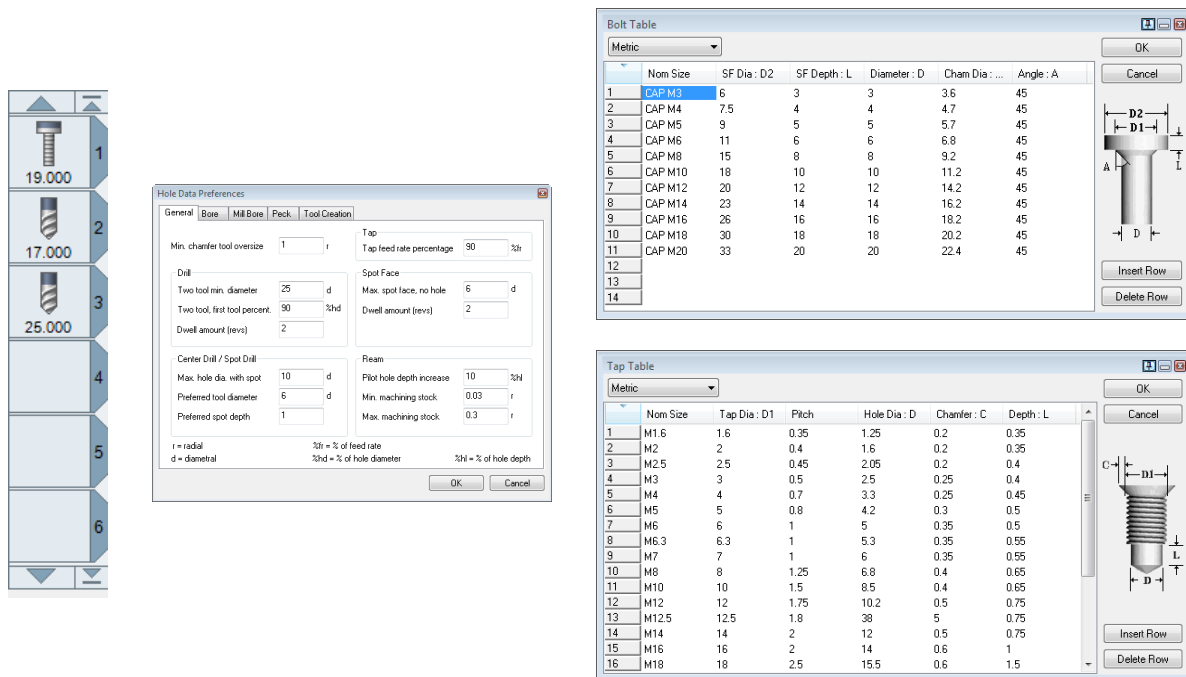 1
19.000
2
17.000
3
25.000
4
5
6
Hole Data Preferences
General Bore Mill Bore Peck Tool Creation
Min. chamfer tool oversize 1 r
Tap
Tap feed rate percentage 90 %fr
Drill
Two tool min. diameter 25 d
Two tool, first tool percent. 90 %hd
Dwell amount (revs) 2
Spot Face
Max. spot face, no hole 6 d
Dwell amount (revs) 2
Center Drill / Spot Drill
Max. hole dia. with spot 10 d
Preferred tool diameter 6 d
Preferred spot depth 1
Ream
Pilot hole depth increase 10 %hl
Min. machining stock 0.03 r
Max. machining stock 0.3 r
r = radial %fr = % of feed rate
d = diametral %hd = % of hole diameter %hl = % of hole depth
OK Cancel
Bolt Table
Metric
OK
Cancel
Nom Size SF Dia : D2 SF Depth : L Diameter : D Cham Dia : ... Angle : A
1 CAP M3 6 3 3 3.6 45
2 CAP M4 7.5 4 4 4.7 45
3 CAP M5 9 5 5 5.7 45
4 CAP M6 11 6 6 6.8 45
5 CAP M8 15 8 8 9.2 45
6 CAP M10 18 10 10 11.2 45
7 CAP M12 20 12 12 14.2 45
8 CAP M14 23 14 14 16.2 45
9 CAP M16 26 16 16 18.2 45
10 CAP M18 30 18 18 20.2 45
11 CAP M20 33 20 20 22.4 45
12
13
14
D2
D1
A L
D
Insert Row
Delete Row
Tap Table
Metric
OK
Cancel
Nom Size Tap Dia : D1 Pitch Hole Dia : D Chamfer : C Depth : L
1 M1.6 1.6 0.35 1.25 0.2 0.35
2 M2 2 0.4 1.6 0.2 0.35
3 M2.5 2.5 0.45 2.05 0.2 0.4
4 M3 3 0.5 2.5 0.25 0.4
5 M4 4 0.7 3.3 0.25 0.45
6 M5 5 0.8 4.2 0.3 0.5
7 M6 6 1 5 0.35 0.5
8 M6.3 6.3 1 5.3 0.35 0.55
9 M7 7 1 6 0.35 0.55
10 M8 8 1.25 6.8 0.4 0.65
11 M10 10 1.5 8.5 0.4 0.65
12 M12 12 1.75 10.2 0.5 0.75
13 M12.5 12.5 1.8 38 5 0.75
14 M14 14 2 12 0.5 0.75
15 M16 16 2 14 0.6 1
16 M18 18 2.5 15.5 0.6 1.5
C
D1
L
D
Insert Row
Delete Row